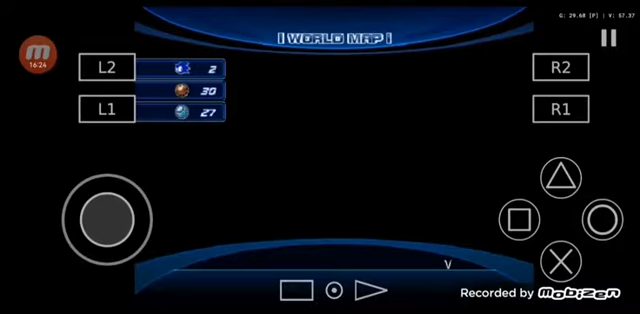 G: 29.68 [P] | V: 57.37
WORLD MAP
16:24
L2
2
R2
30
L1
27
R1
V
Recorded by Mobizen